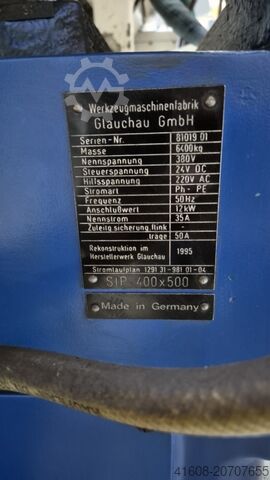 Werkzeugmaschinenfabrik
Glauchau GmbH
Serien-Nr. 81019 01
Masse 6400kg
Nennspannung 380V
Steuerspannung 24V DC
Hilfsspannung 220V AC
Stromart Ph- PE
Frequenz 50Hz
Anschlußwert 12kW
Nennstrom 35A
Zuleitg.sicherung,flink -
träge 50A
Rekonstruktion im
Herstellerwerk Glauchau 1995
Stromlaufplan 1291 31-981 01-04
SIP 400x500
Made in Germany
41608-20707655